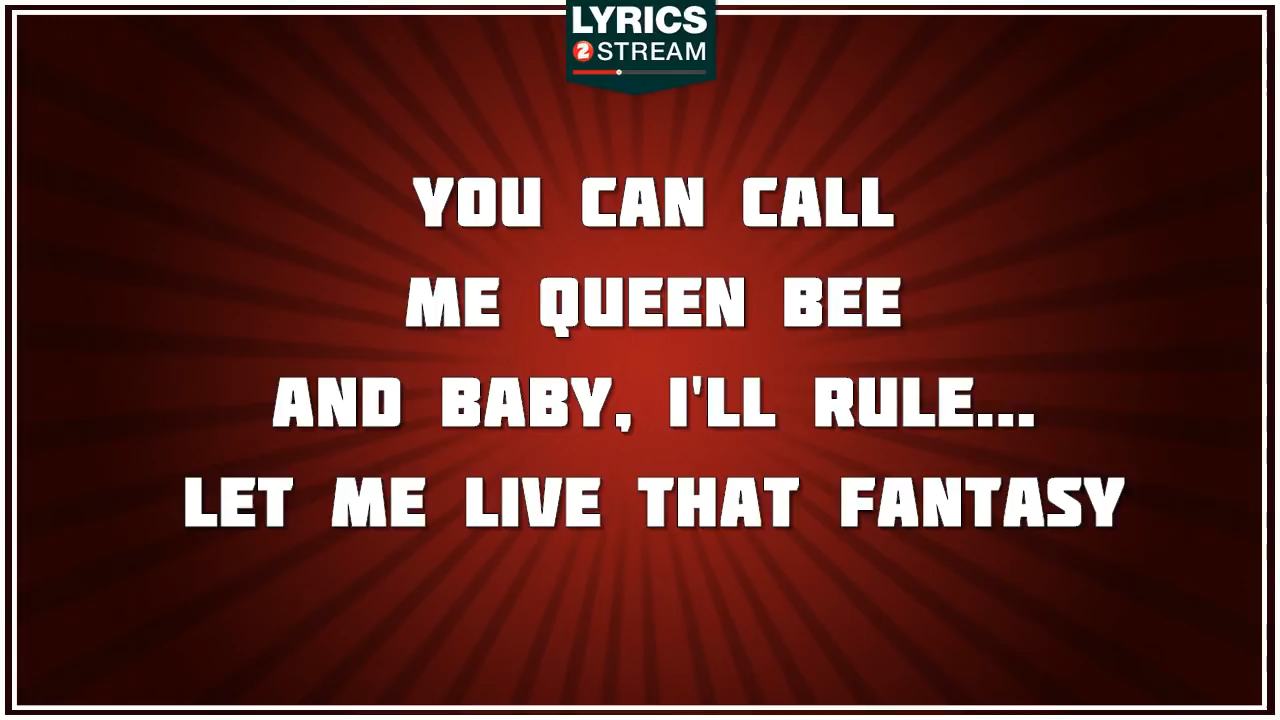 LYRICS
2 STREAM
YOU CAN CALL
ME QUEEN BEE
AND BABY, I'LL RULE...
LET ME LIVE THAT FANTASY